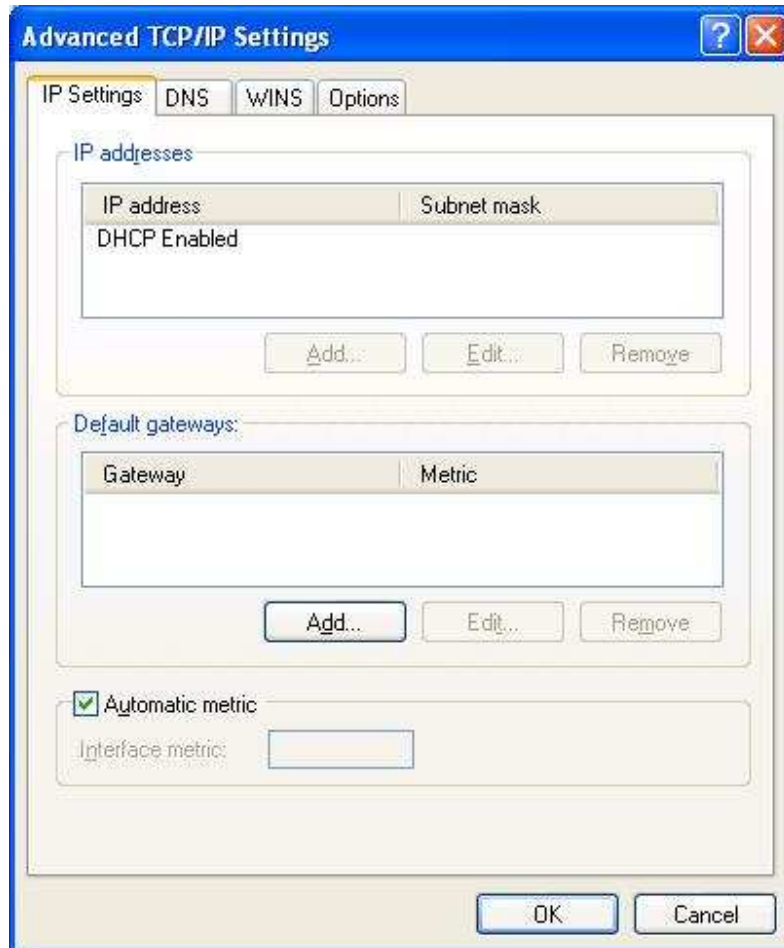 Advanced TCP/IP Settings
?
IP Settings DNS WINS Options
IP addresses
IP address Subnet mask
DHCP Enabled
Add... Edit... Remove
Default gateways:
Gateway Metric
Add... Edit... Remove
Automatic metric
Interface metric:
OK Cancel